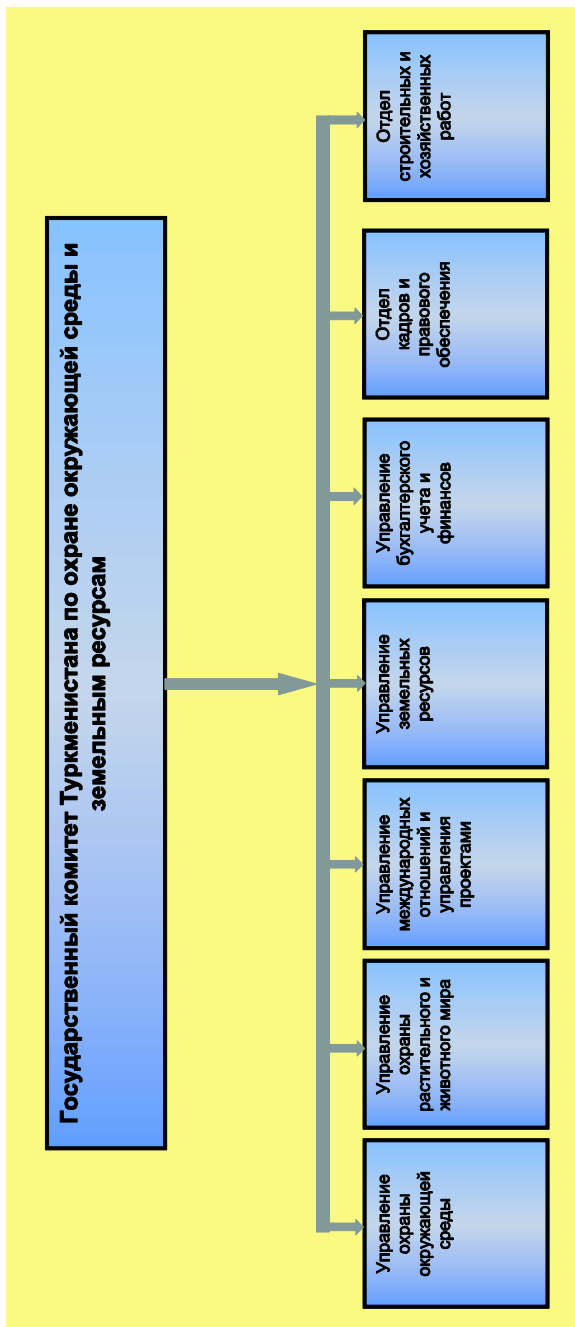 Государственный комитет Туркменистана по охране окружающей среды и
земельным ресурсам
Управление
охраны
окружающей
среды
Управление
охраны
растительного и
животного мира
Управление
международных
отношений и
управления
проектами
Управление
земельных
ресурсов
Управление
бухгалтерского
учета и
финансов
Отдел
кадров и
правового
обеспечения
Отдел
строительных и
хозяйственных
работ